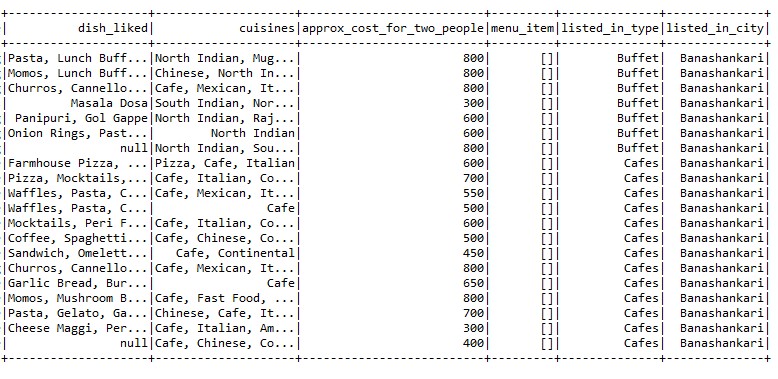 dish_liked| cuisines|approx_cost_for_two_people|menu_item|listed_in_type|listed_in_city|
|Pasta, Lunch Buff...|North Indian, Mug...| 800| []| Buffet| Banashankari|
|Momos, Lunch Buff...|Chinese, North In...| 800| []| Buffet| Banashankari|
|Churros, Cannello...|Cafe, Mexican, It...| 800| []| Buffet| Banashankari|
| Masala Dosa|South Indian, Nor...| 300| []| Buffet| Banashankari|
| Panipuri, Gol Gappe|North Indian, Raj...| 600| []| Buffet| Banashankari|
|Onion Rings, Past...| North Indian| 600| []| Buffet| Banashankari|
| null|North Indian, Sou...| 800| []| Buffet| Banashankari|
|Farmhouse Pizza, ...|Pizza, Cafe, Italian| 600| []| Cafes| Banashankari|
|Pizza, Mocktails,...|Cafe, Italian, Co...| 700| []| Cafes| Banashankari|
|Waffles, Pasta, C...|Cafe, Mexican, It...| 550| []| Cafes| Banashankari|
|Waffles, Pasta, C...| Cafe| 500| []| Cafes| Banashankari|
|Mocktails, Peri F...|Cafe, Italian, Co...| 600| []| Cafes| Banashankari|
|Coffee, Spaghetti...|Cafe, Chinese, Co...| 500| []| Cafes| Banashankari|
|Sandwich, Omelett...| Cafe, Continental| 450| []| Cafes| Banashankari|
|Churros, Cannello...|Cafe, Mexican, It...| 800| []| Cafes| Banashankari|
|Garlic Bread, Bur...| Cafe| 650| []| Cafes| Banashankari|
|Momos, Mushroom B...|Cafe, Fast Food, ...| 800| []| Cafes| Banashankari|
|Pasta, Gelato, Ga...|Chinese, Cafe, It...| 700| []| Cafes| Banashankari|
|Cheese Maggi, Per...|Cafe, Italian, Am...| 300| []| Cafes| Banashankari|
| null|Cafe, Chinese, Co...| 400| []| Cafes| Banashankari|